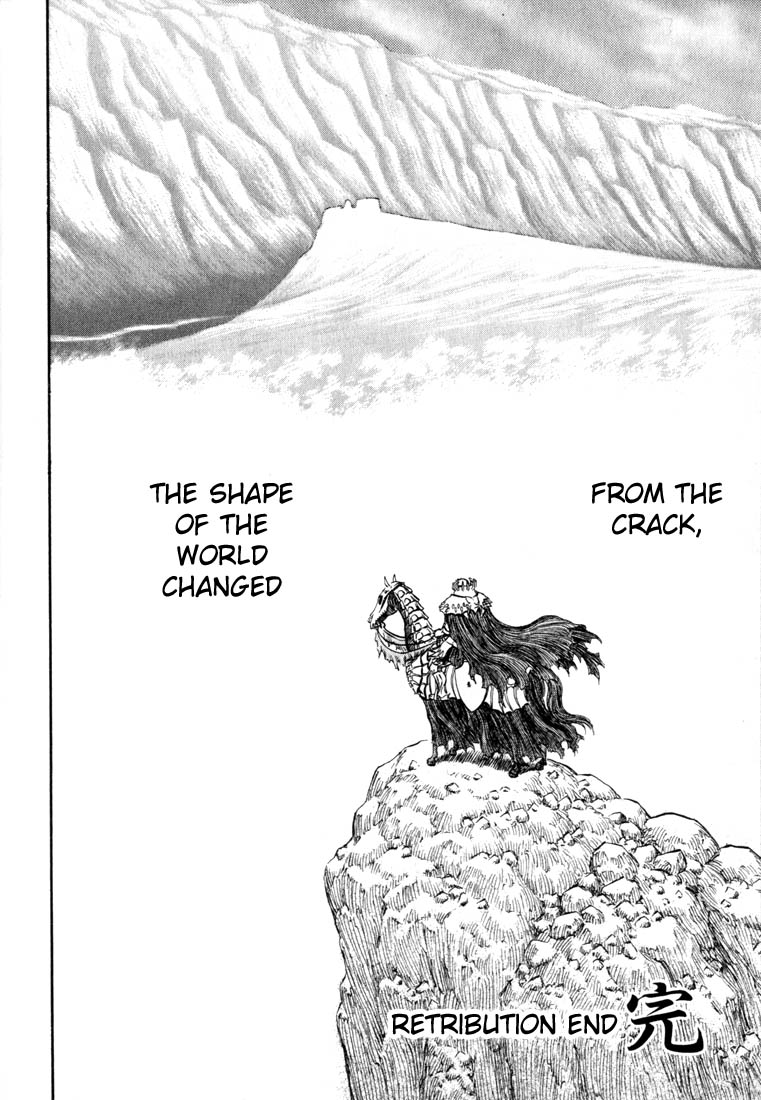 FROM THE
CRACK,
THE SHAPE
OF THE
WORLD
CHANGED
RETRIBUTION END 完